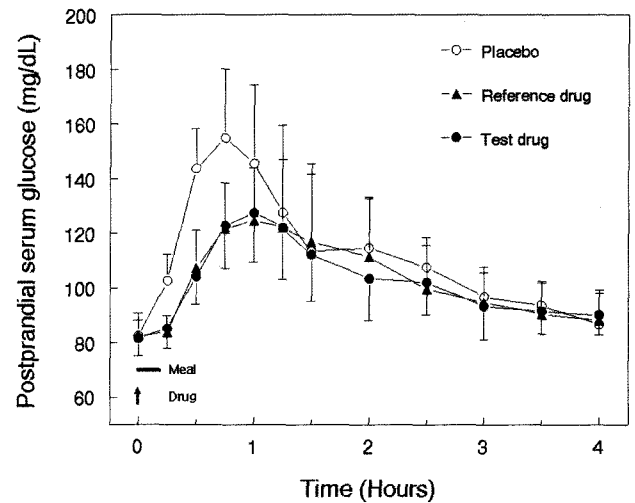 Postprandial serum glucose (mg/dL)
200
180
160
140
120
100
80
60
Placebo
Reference drug
Test drug
Meal
Drug
0 1 2 3 4
Time (Hours)